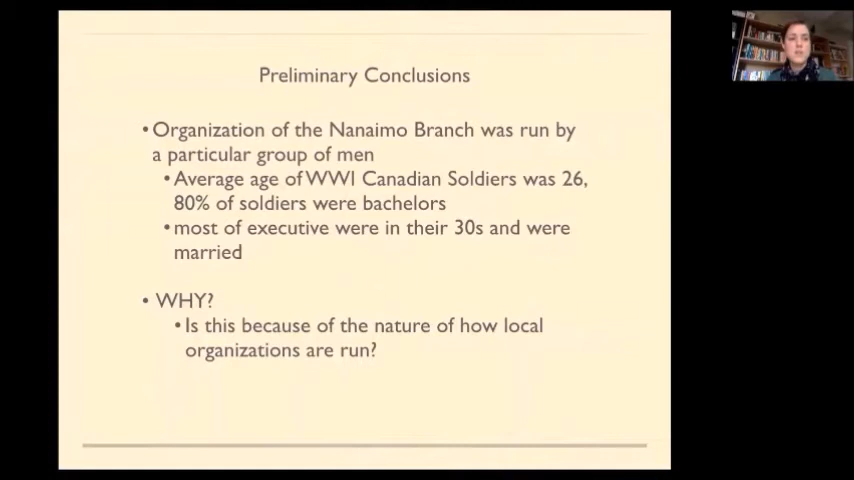 Preliminary Conclusions
•Organization of the Nanaimo Branch was run by
a particular group of men
•Average age of WWI Canadian Soldiers was 26,
80% of soldiers were bachelors
•most of executive were in their 30s and were
married
• WHY?
•Is this because of the nature of how local
organizations are run?